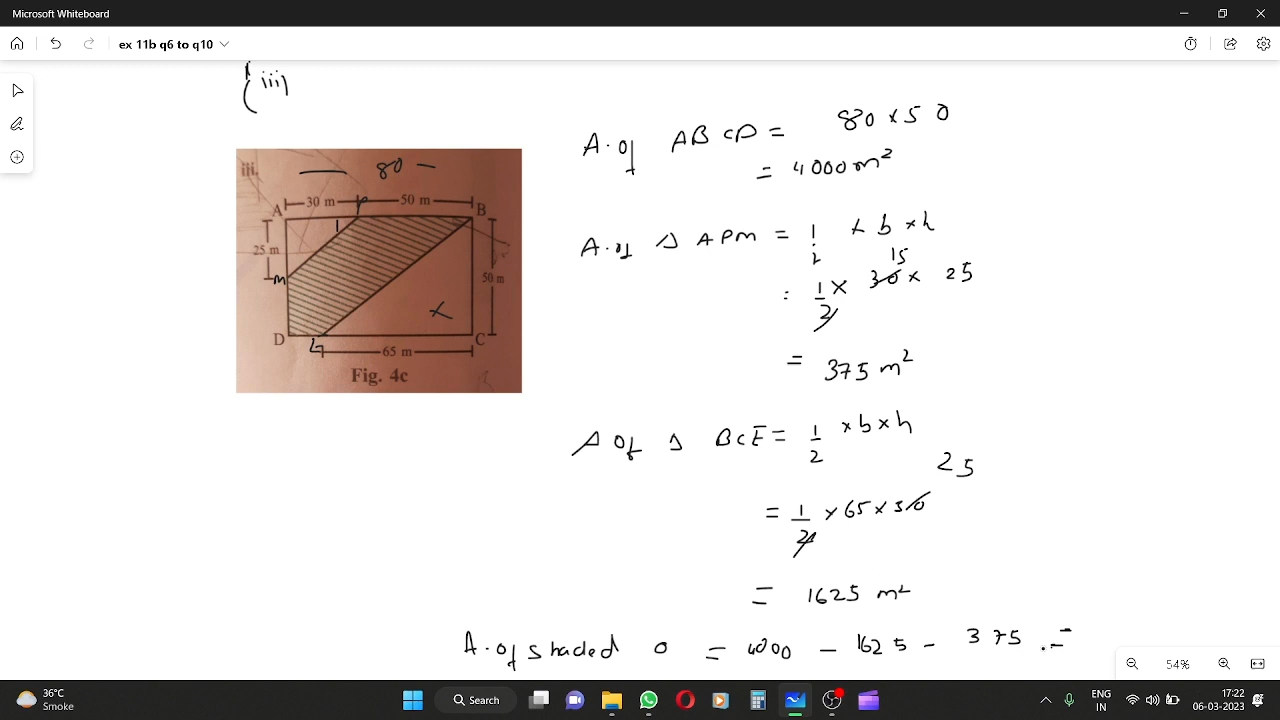 Microsoft Whiteboard
ex 11b q6 to q10
(iii)
A. of ABCD = 80 × 50
= 4000 m²
iii.
80
A 30 m P 50 m B
25 m
M
50 m
D
C
65 m
Fig. 4c
A. of Δ APM = 1/2 × b × h
15
= 1/2 × 30 × 25
= 375 m²
A of Δ BCE = 1/2 × b × h
25
= 1/2 × 65 × 50
= 1625 m²
A. of shaded = 4000 – 1625 – 375
54%
36°C
Smoke
Search
ENG
IN
17:22
06-03-2023